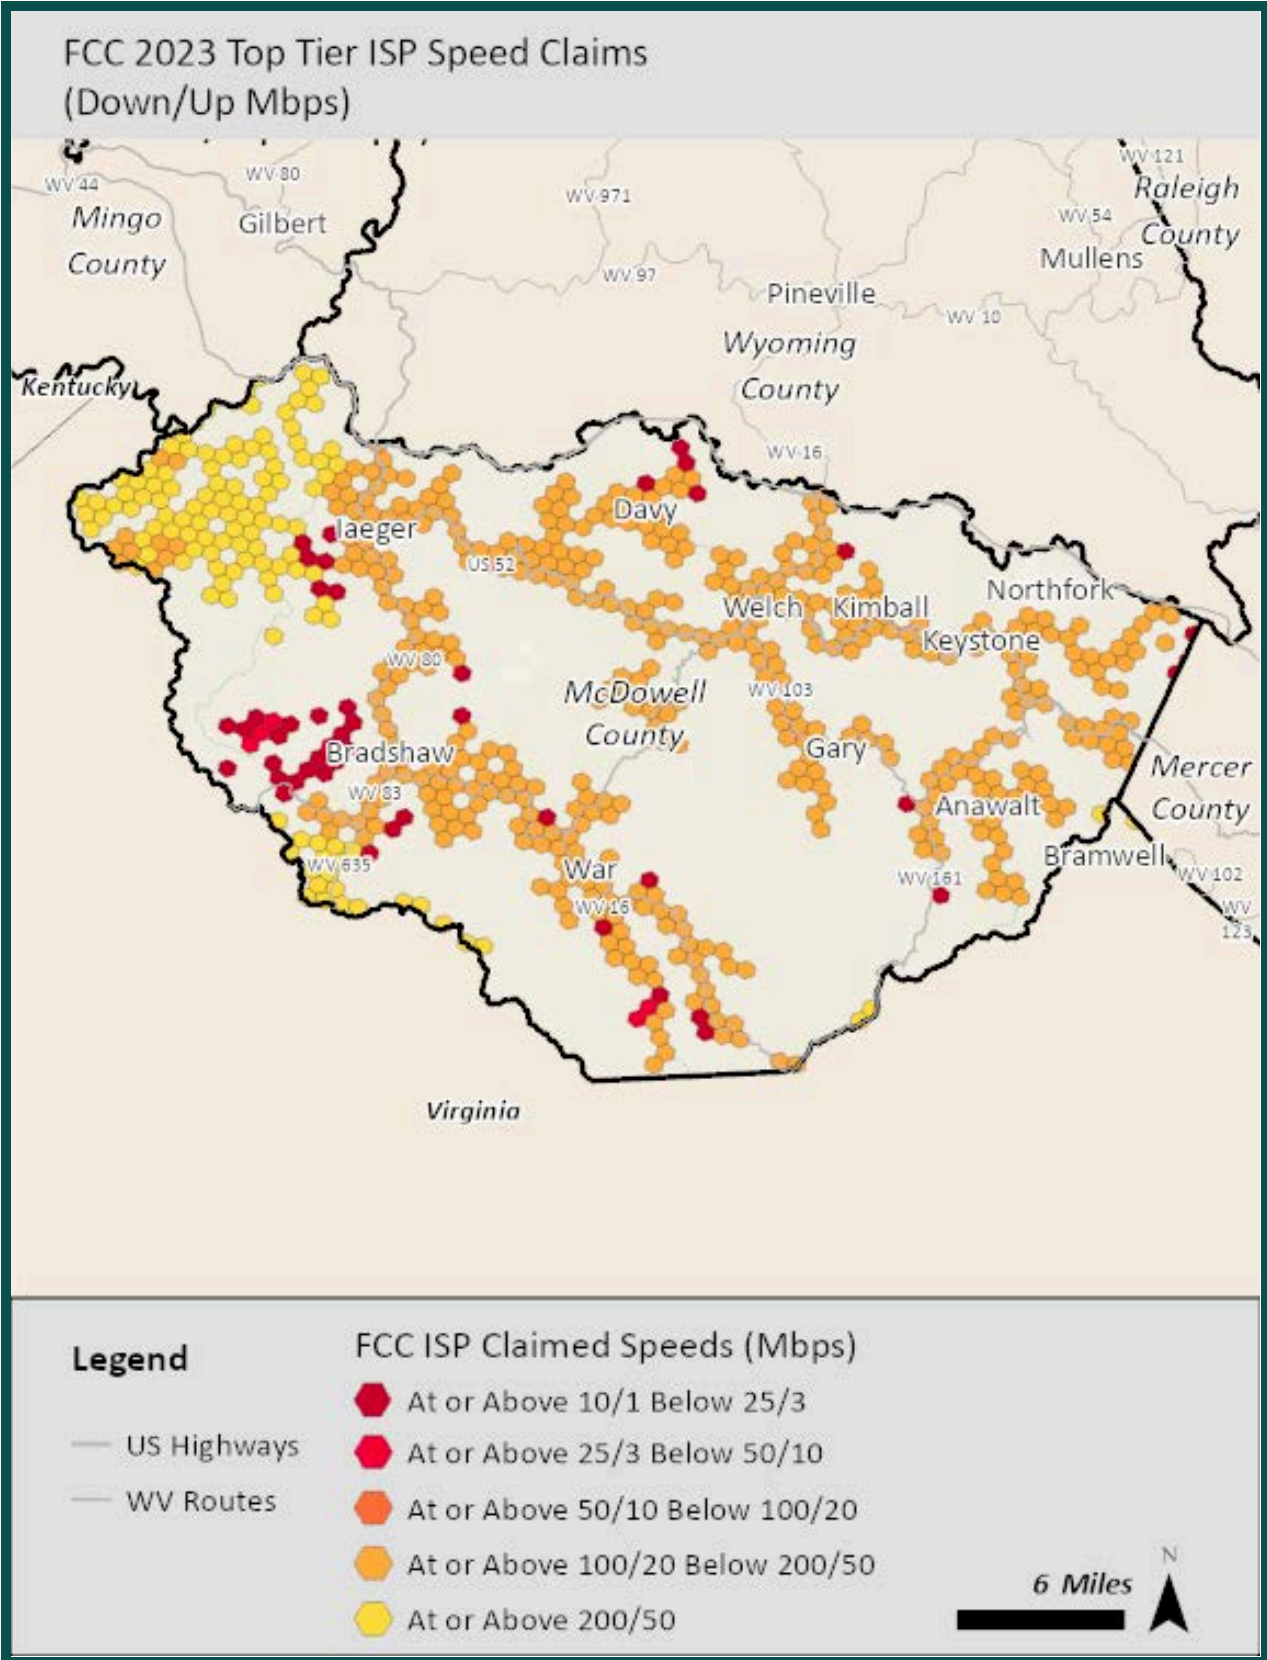 FCC 2023 Top Tier ISP Speed Claims
(Down/Up Mbps)
WV 121
WV 44
WV 80
WV 971
Raleigh
County
Mingo
County
Gilbert
WV 54
Mullens
WV 97
Pineville
WV 10
Wyoming
County
Kentucky
WV 16
Davy
Iaeger
US 52
Northfork
Welch
Kimball
Keystone
WV 80
McDowell
County
WV 103
Bradshaw
Gary
Mercer
County
WV 83
Anawalt
Bramwell
WV 635
War
WV 161
WV 102
WV 16
WV
123
Virginia
Legend
US Highways
WV Routes
FCC ISP Claimed Speeds (Mbps)
At or Above 10/1 Below 25/3
At or Above 25/3 Below 50/10
At or Above 50/10 Below 100/20
At or Above 100/20 Below 200/50
At or Above 200/50
6 Miles
N